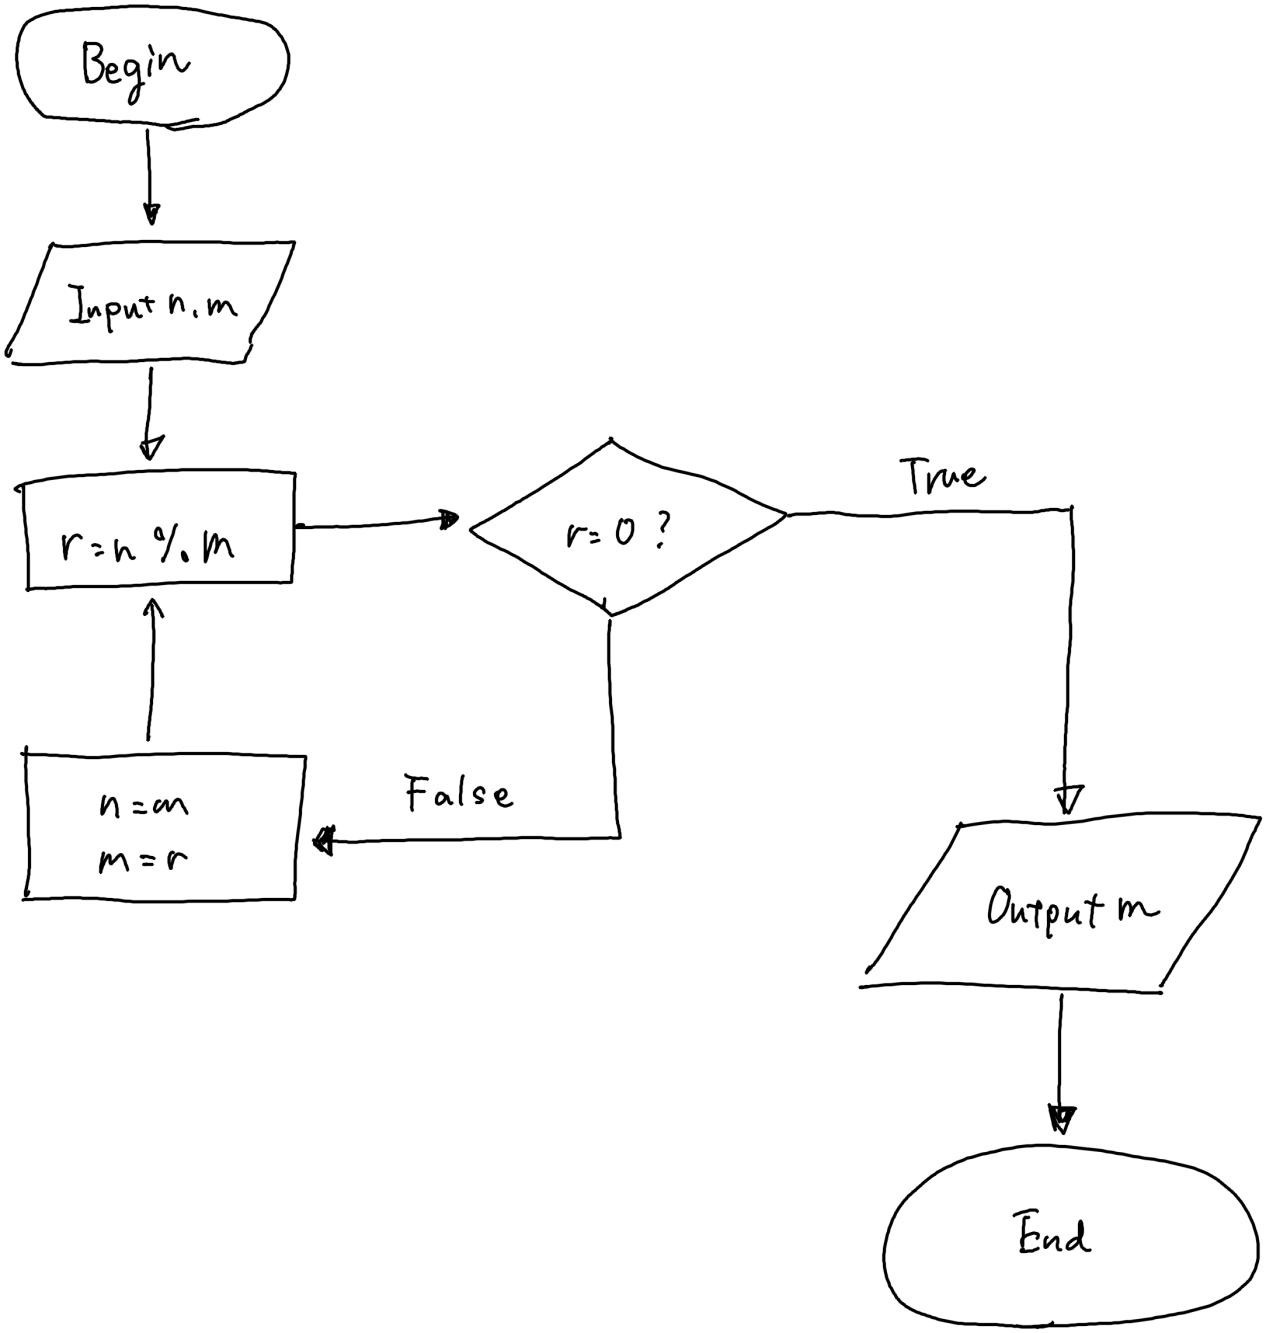 Begin
Input n.m
r=n %. m
r=0 ?
True
False
n=m
m=r
Output m
End